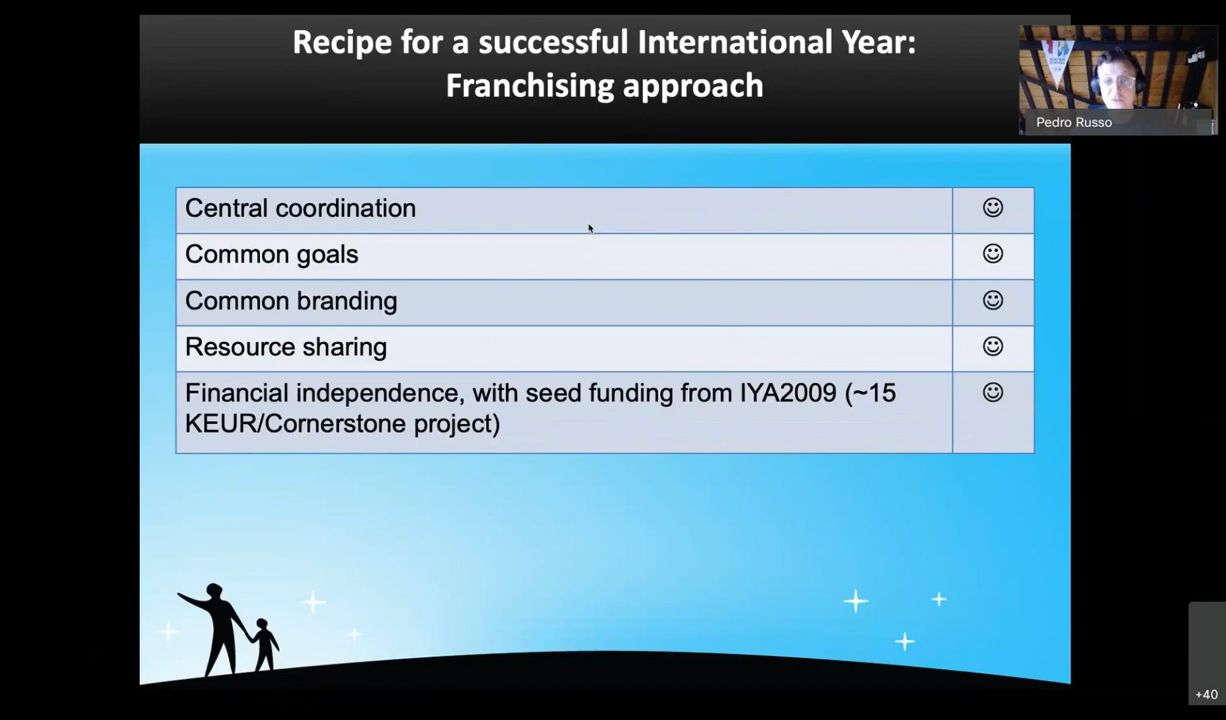 Recipe for a successful International Year:
Franchising approach
Pedro Russo
Central coordination ☺
Common goals ☺
Common branding ☺
Resource sharing ☺
Financial independence, with seed funding from IYA2009 (~15 ☺
KEUR/Cornerstone project)
+40